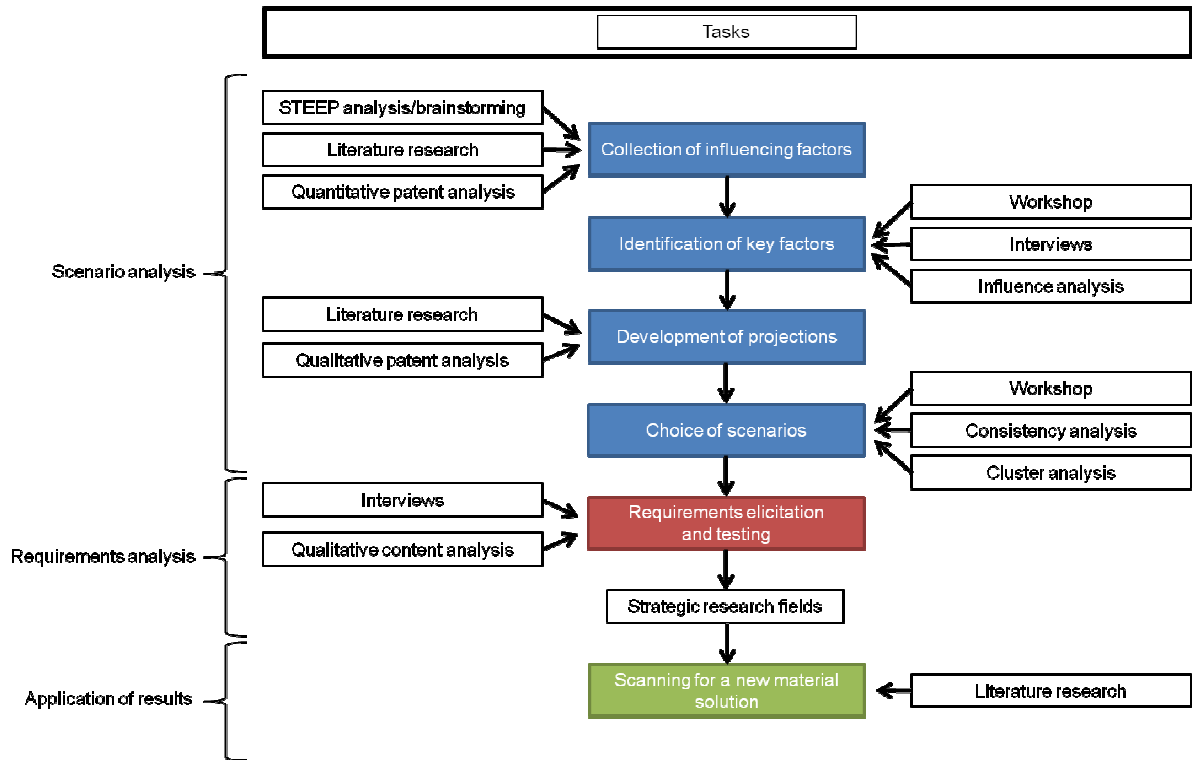 Tasks
STEEP analysis/brainstorming
Literature research
Quantitative patent analysis
Collection of influencing factors
Workshop
Identification of key factors
Interviews
Scenario analysis
Influence analysis
Literature research
Development of projections
Qualitative patent analysis
Workshop
Choice of scenarios
Consistency analysis
Cluster analysis
Interviews
Requirements elicitation
and testing
Qualitative content analysis
Requirements analysis
Strategic research fields
Scanning for a new material
solution
Literature research
Application of results